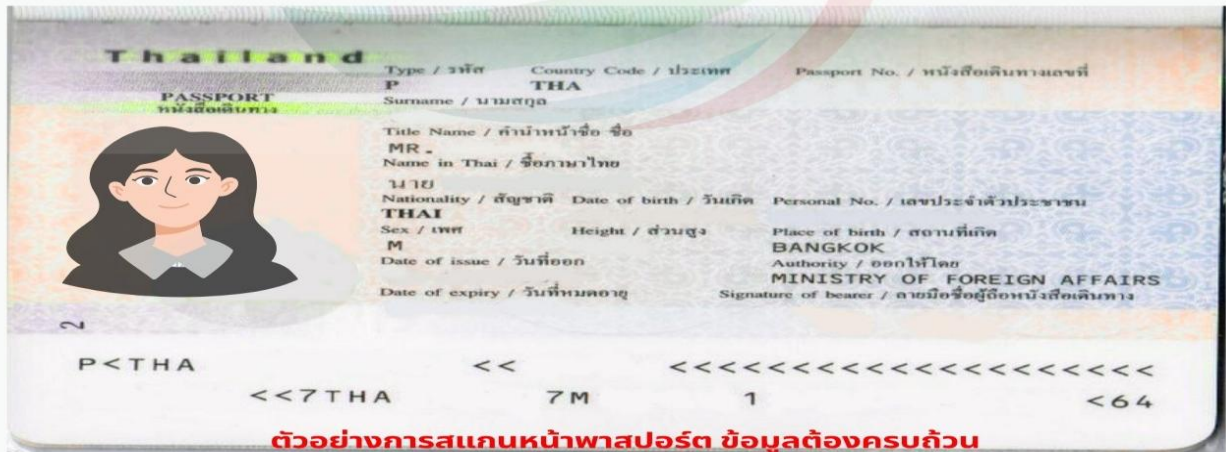 Thailand
PASSPORT
หนังสือเดินทาง
Type / รหัส Country Code / ประเทศ Passport No. / หนังสือเดินทางเลขที่
P THA
Surname / นามสกุล
Title Name / คำนำหน้าชื่อ ชื่อ
MR.
Name in Thai / ชื่อภาษาไทย
นาย
Nationality / สัญชาติ Date of birth / วันเกิด Personal No. / เลขประจำตัวประชาชน
THAI
Sex / เพศ Height / ส่วนสูง Place of birth / สถานที่เกิด
M BANGKOK
Date of issue / วันที่ออก Authority / ออกให้โดย
MINISTRY OF FOREIGN AFFAIRS
Date of expiry / วันที่หมดอายุ Signature of bearer / ลายมือชื่อผู้ถือหนังสือเดินทาง
2
P<THA << <<<<<<<<<<<<<<<<<<<<<
<<7THA 7M 1 <64
ตัวอย่างการสแกนหน้าพาสปอร์ต ข้อมูลต้องครบถ้วน